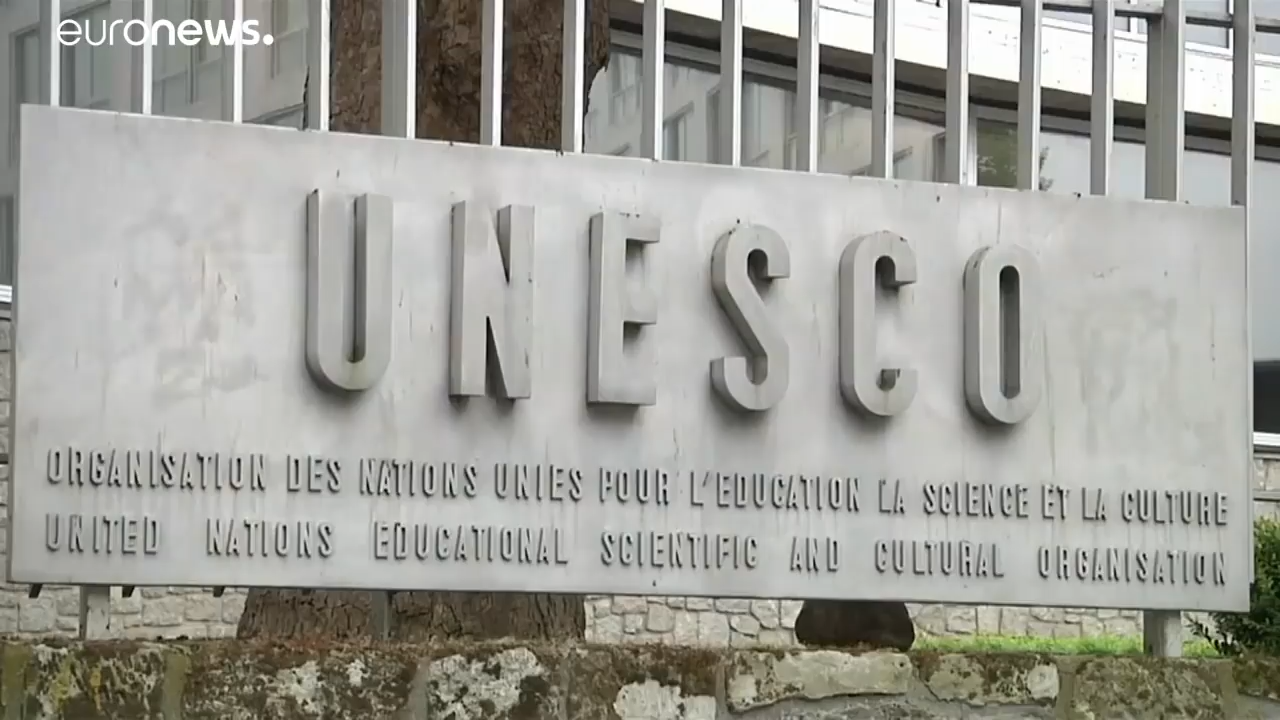 euronews.
UNESCO
ORGANISATION DES NATIONS UNIES POUR L'EDUCATION LA SCIENCE ET LA CULTURE
UNITED NATIONS EDUCATIONAL SCIENTIFIC AND CULTURAL ORGANISATION